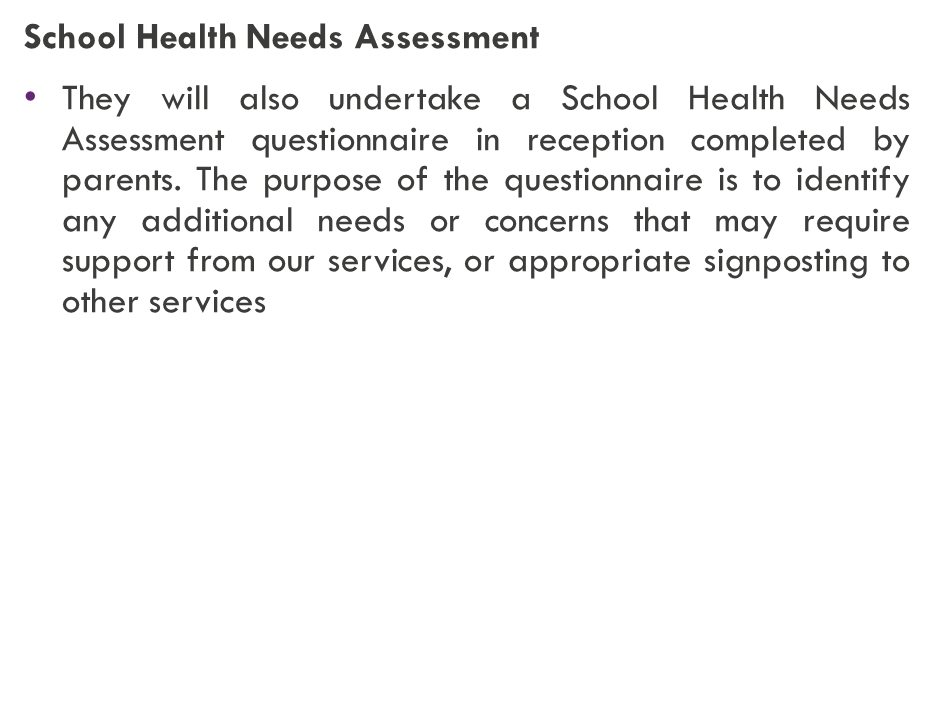 School Health Needs Assessment
• They will also undertake a School Health Needs
Assessment questionnaire in reception completed by
parents. The purpose of the questionnaire is to identify
any additional needs or concerns that may require
support from our services, or appropriate signposting to
other services